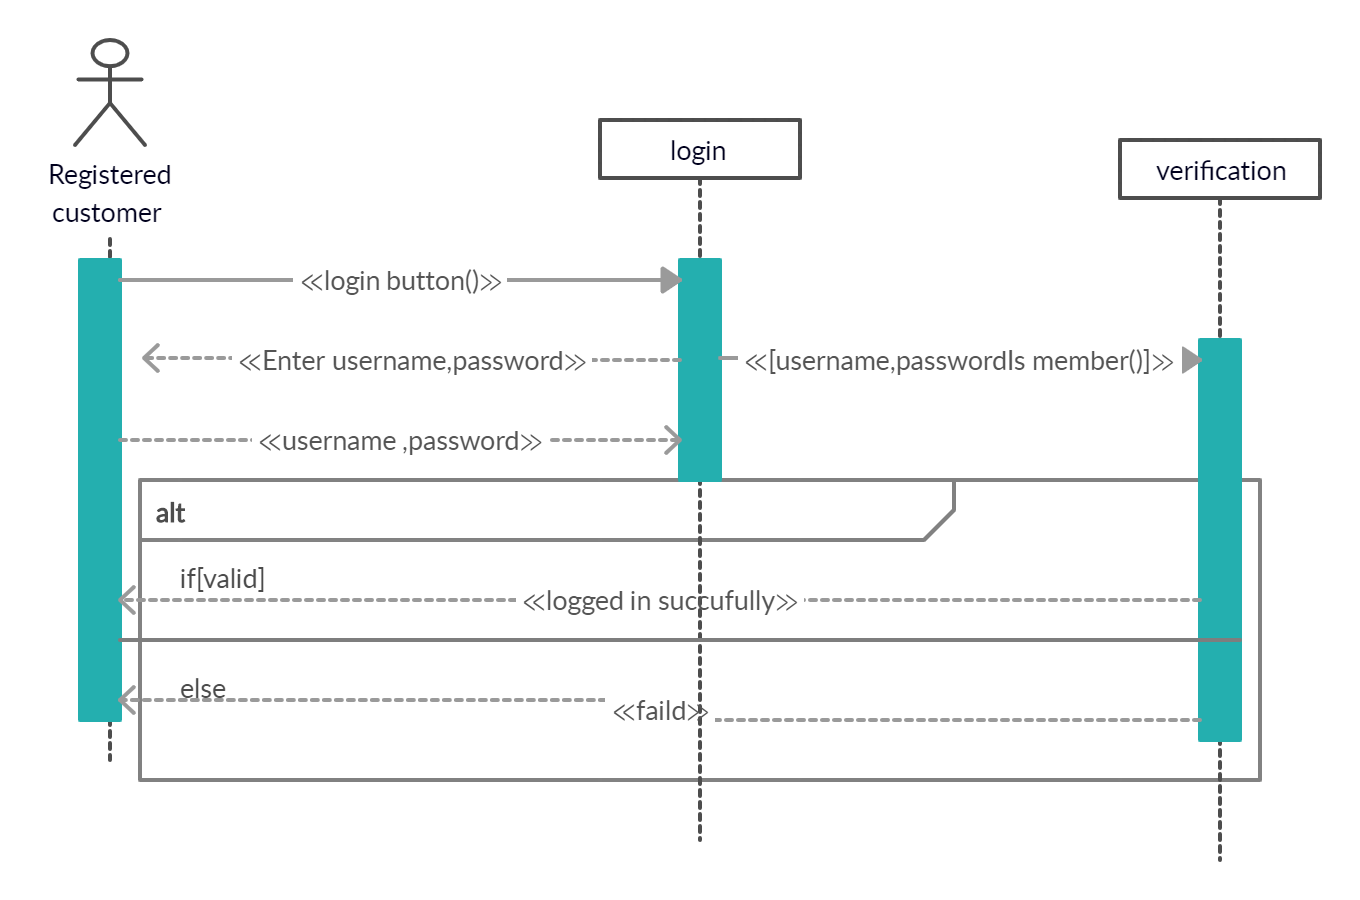 login
verification
Registered
customer
≪login button()≫
≪Enter username,password≫
≪[username,passwordIs member()]≫
≪username ,password≫
alt
if[valid]
≪logged in succufully≫
else
≪faild≫